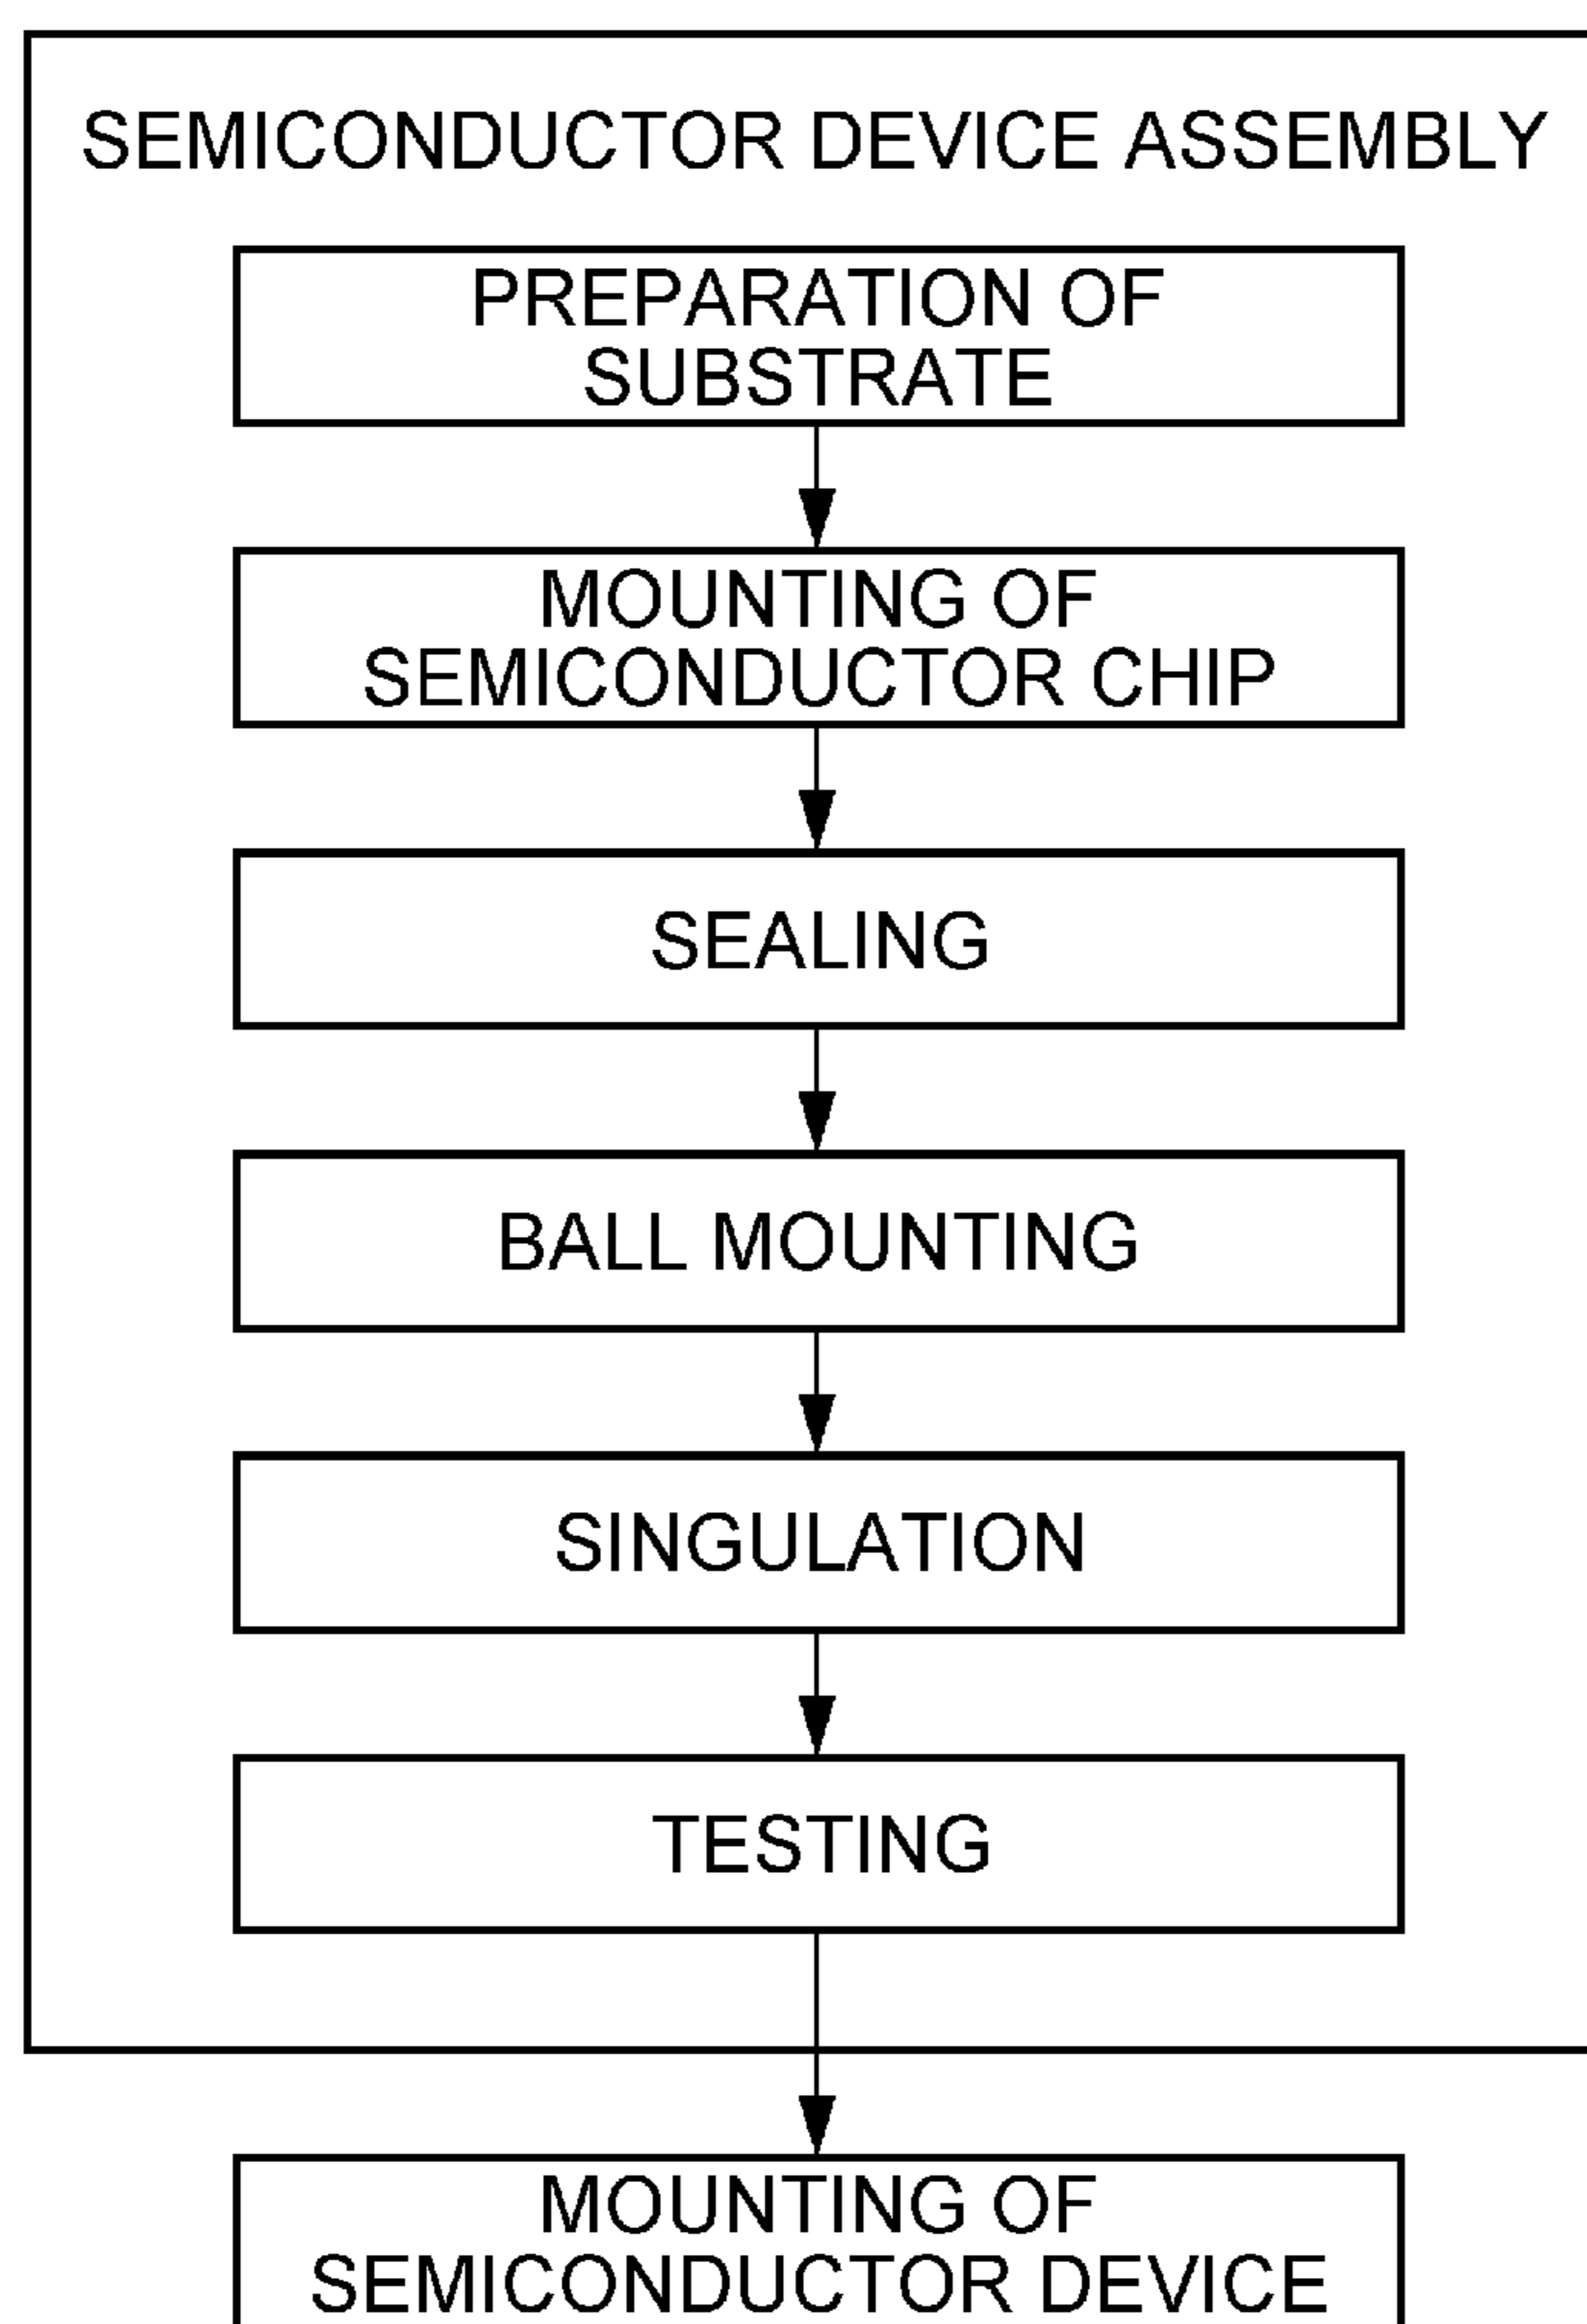 SEMICONDUCTOR DEVICE ASSEMBLY
PREPARATION OF
SUBSTRATE
MOUNTING OF
SEMICONDUCTOR CHIP
SEALING
BALL MOUNTING
SINGULATION
TESTING
MOUNTING OF
SEMICONDUCTOR DEVICE